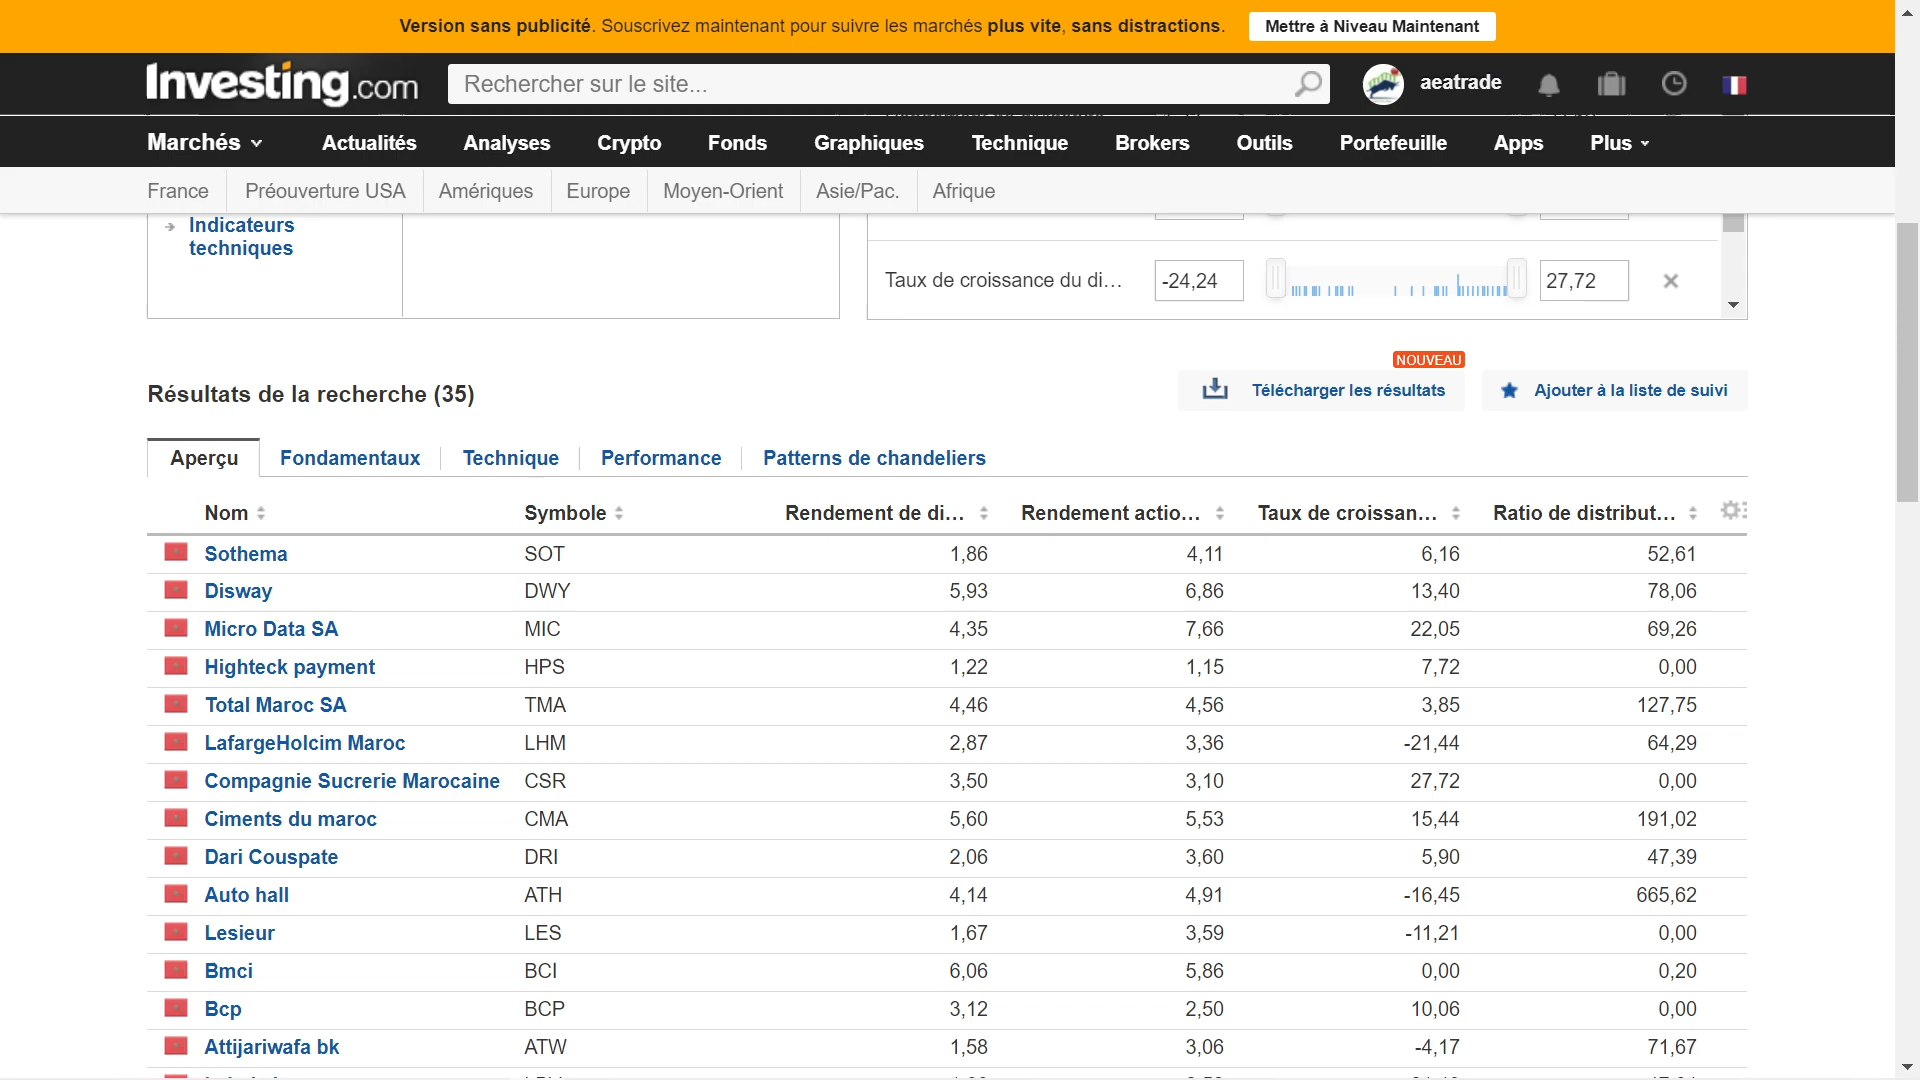 Version sans publicité. Souscrivez maintenant pour suivre les marchés plus vite, sans distractions. Mettre à Niveau Maintenant
Investing.com Rechercher sur le site... aeatrade
Marchés Actualités Analyses Crypto Fonds Graphiques Technique Brokers Outils Portefeuille Apps Plus
France Préouverture USA Amériques Europe Moyen-Orient Asie/Pac. Afrique
Indicateurs
techniques
Taux de croissance du di... -24,24 27,72
NOUVEAU
Résultats de la recherche (35) Télécharger les résultats Ajouter à la liste de suivi
Aperçu Fondamentaux Technique Performance Patterns de chandeliers
Nom Symbole Rendement de di... Rendement actio... Taux de croissan... Ratio de distribut...
Sothema SOT 1,86 4,11 6,16 52,61
Disway DWY 5,93 6,86 13,40 78,06
Micro Data SA MIC 4,35 7,66 22,05 69,26
Highteck payment HPS 1,22 1,15 7,72 0,00
Total Maroc SA TMA 4,46 4,56 3,85 127,75
LafargeHolcim Maroc LHM 2,87 3,36 -21,44 64,29
Compagnie Sucrerie Marocaine CSR 3,50 3,10 27,72 0,00
Ciments du maroc CMA 5,60 5,53 15,44 191,02
Dari Couspate DRI 2,06 3,60 5,90 47,39
Auto hall ATH 4,14 4,91 -16,45 665,62
Lesieur LES 1,67 3,59 -11,21 0,00
Bmci BCI 6,06 5,86 0,00 0,20
Bcp BCP 3,12 2,50 10,06 0,00
Attijariwafa bk ATW 1,58 3,06 -4,17 71,67